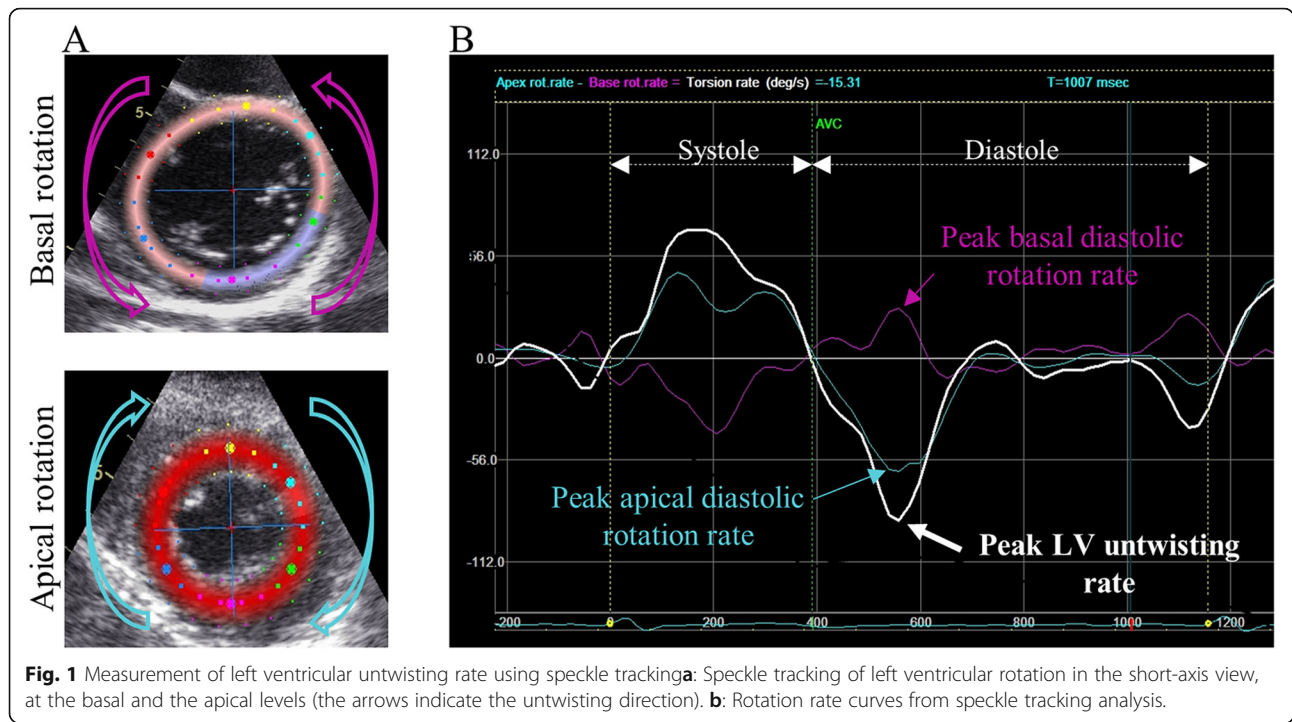 A
B
Basal rotation
5
Apical rotation
5
Apex rot.rate - Base rot.rate = Torsion rate (deg/s) =-15.31
T=1007 msec
AVC
112.0
Systole
Diastole
56.0
Peak basal diastolic
rotation rate
0.0
-56.0
Peak apical diastolic
rotation rate
Peak LV untwisting
rate
-112.0
-200
0
200
400
600
800
1000
1200
Fig. 1 Measurement of left ventricular untwisting rate using speckle trackinga: Speckle tracking of left ventricular rotation in the short-axis view,
at the basal and the apical levels (the arrows indicate the untwisting direction). b: Rotation rate curves from speckle tracking analysis.